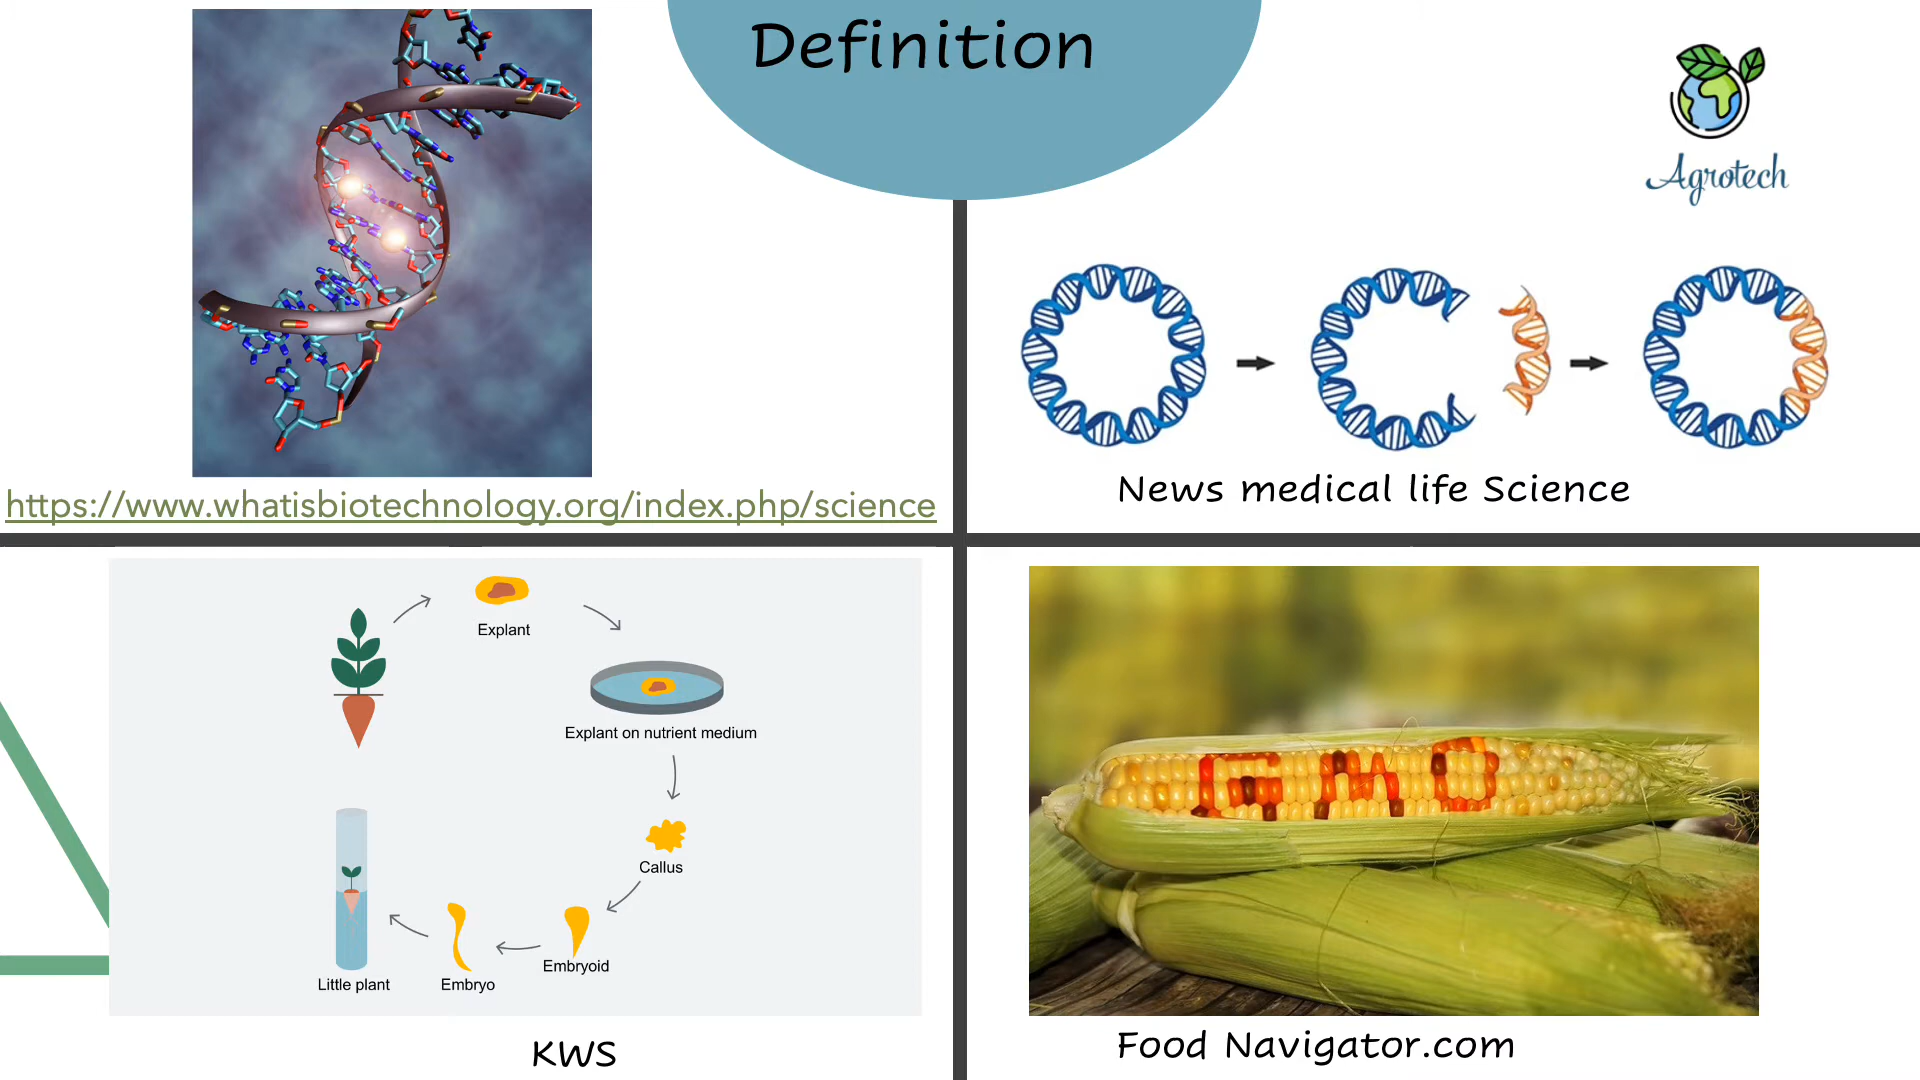 Definition
Agrotech
https://www.whatisbiotechnology.org/index.php/science
News medical life Science
Explant
Explant on nutrient medium
Callus
Embryoid
Embryo
Little plant
KWS
GMO
Food Navigator.com